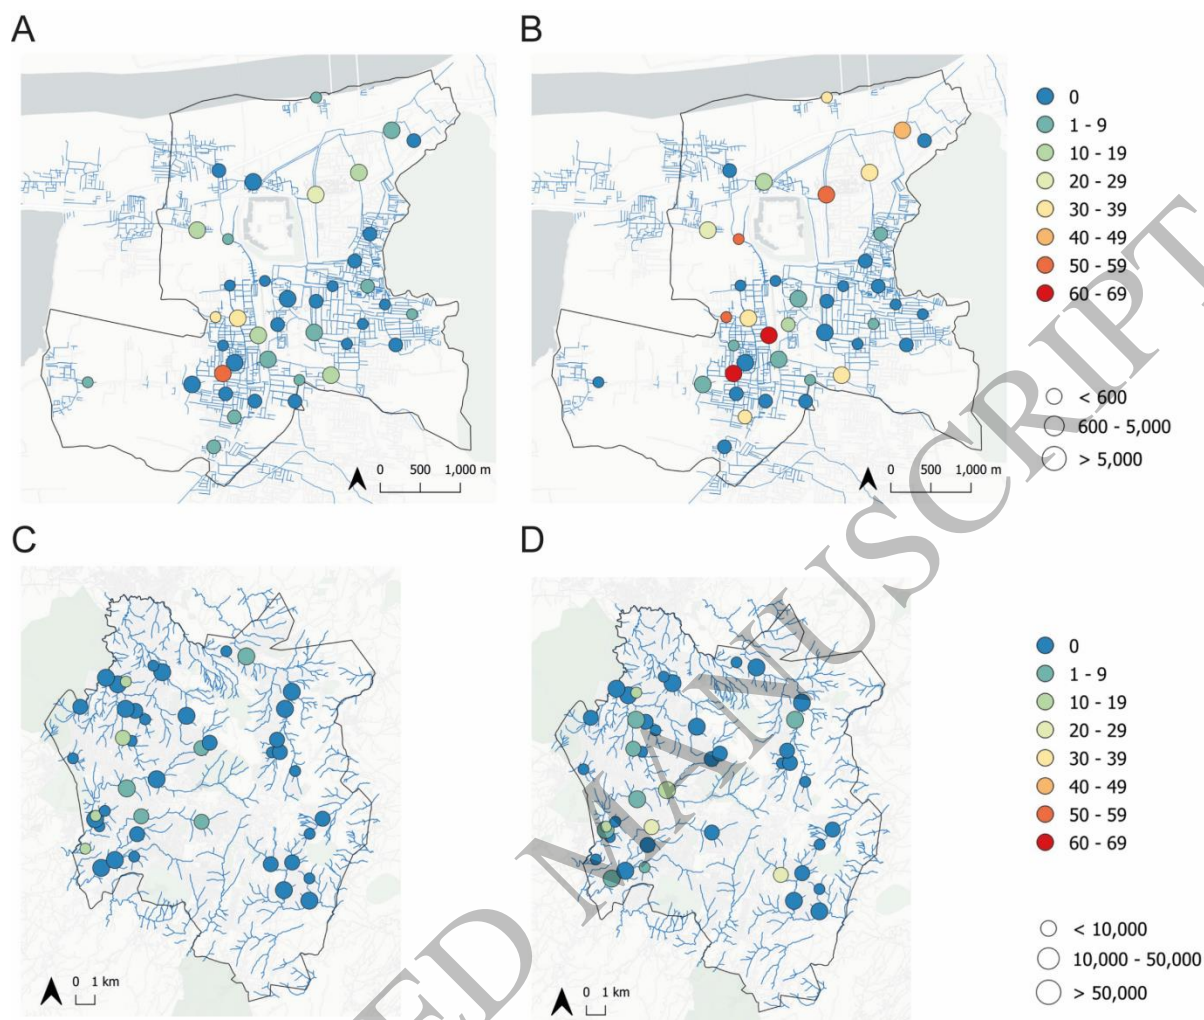 A
B
0
1 - 9
10 - 19
20 - 29
30 - 39
40 - 49
50 - 59
60 - 69
< 600
600 - 5,000
> 5,000
0 500 1,000 m
0 500 1,000 m
C
D
0
1 - 9
10 - 19
20 - 29
30 - 39
40 - 49
50 - 59
60 - 69
< 10,000
10,000 - 50,000
> 50,000
0 1 km
0 1 km
ED MANUSCRIPT